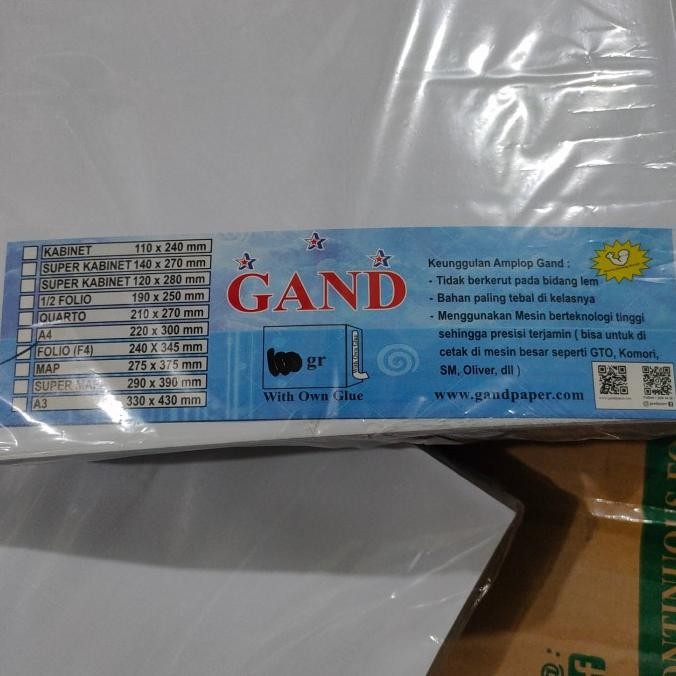 KABINET 110 x 240 mm
SUPER KABINET 140 x 270 mm
SUPER KABINET 120 x 280 mm
1/2 FOLIO 190 x 250 mm
QUARTO 210 x 270 mm
A4 220 x 300 mm
FOLIO (F4) 240 X 345 mm
MAP 275 x 375 mm
SUPER MAP 290 x 390 mm
A3 330 x 430 mm
GAND
100 gr
With Own Glue
With Own Glue
Keunggulan Amplop Gand :
- Tidak berkerut pada bidang lem
- Bahan paling tebal di kelasnya
- Menggunakan Mesin berteknologi tinggi
sehingga presisi terjamin ( bisa untuk di
cetak di mesin besar seperti GTO, Komori,
SM, Oliver, dll )
www.gandpaper.com